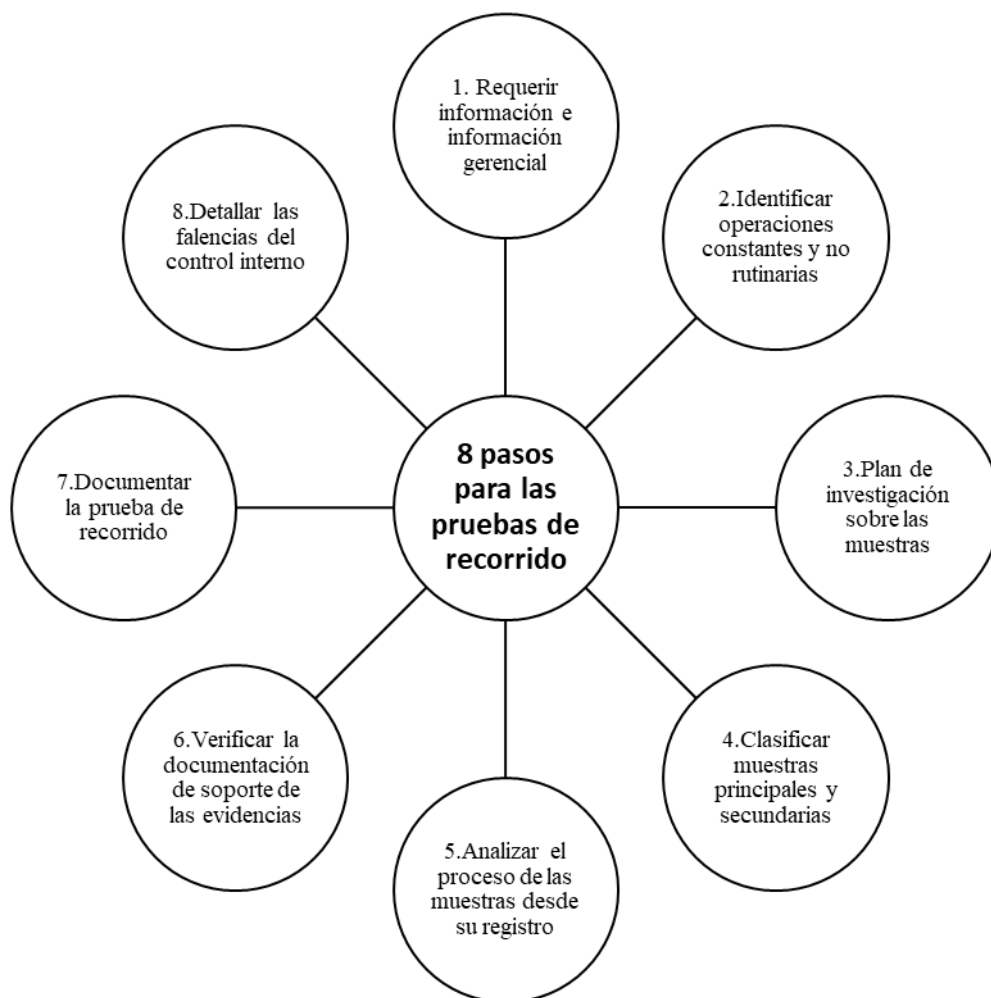 1. Requerir
información e
información
gerencial
2.Identificar
operaciones
constantes y no
rutinarias
3.Plan de
investigación
sobre las
muestras
4.Clasificar
muestras
principales y
secundarias
5.Analizar el
proceso de las
muestras desde
su registro
6.Verificar la
documentación
de soporte de
las evidencias
7.Documentar
la prueba de
recorrido
8.Detallar las
falencias del
control interno
8 pasos
para las
pruebas de
recorrido